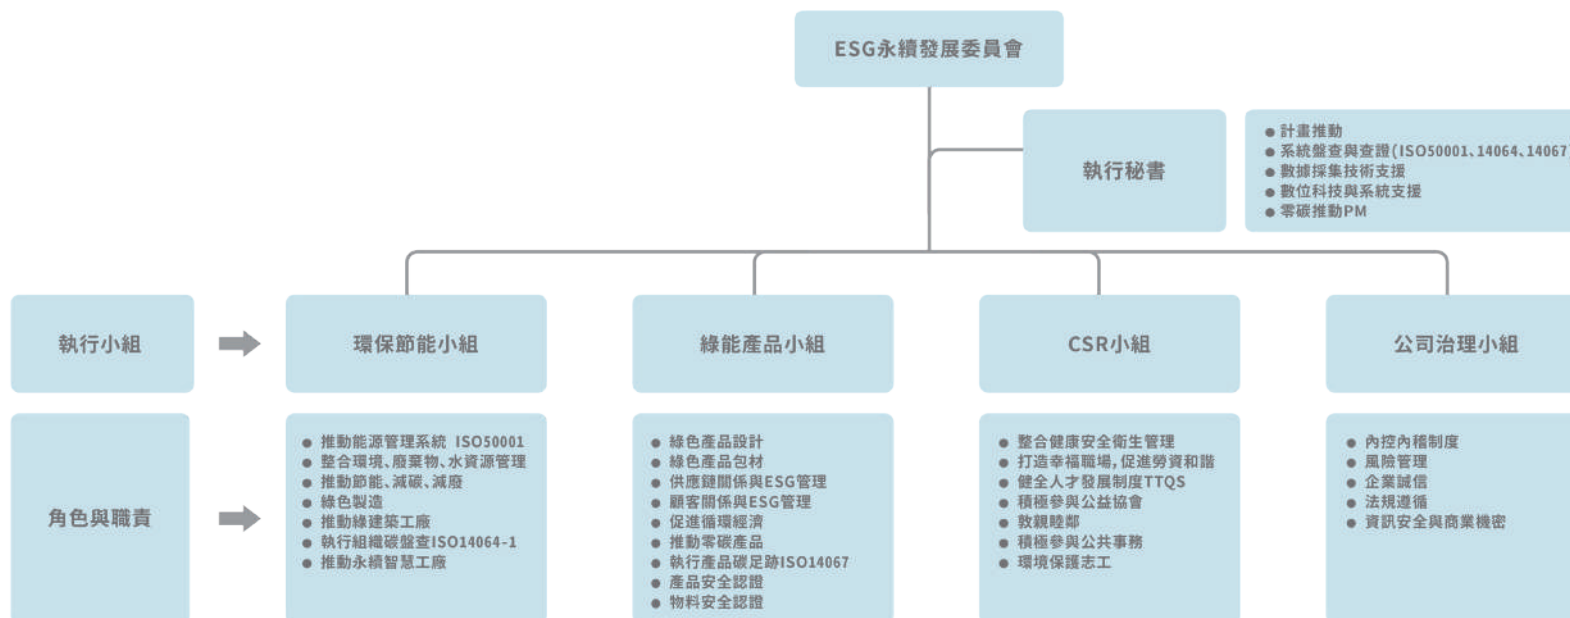 ESG永續發展委員會
執行秘書
● 計畫推動
● 系統盤查與查證(ISO50001、14064、14067)
● 數據採集技術支援
● 數位科技與系統支援
● 零碳推動PM
執行小組
環保節能小組
綠能產品小組
CSR小組
公司治理小組
角色與職責
● 推動能源管理系統 ISO50001
● 整合環境、廢棄物、水資源管理
● 推動節能、減碳、減廢
● 綠色製造
● 推動綠建築工廠
● 執行組織碳盤查ISO14064-1
● 推動永續智慧工廠
● 綠色產品設計
● 綠色產品包材
● 供應鏈關係與ESG管理
● 顧客關係與ESG管理
● 促進循環經濟
● 推動零碳產品
● 執行產品碳足跡ISO14067
● 產品安全認證
● 物料安全認證
● 整合健康安全衛生管理
● 打造幸福職場,促進勞資和諧
● 健全人才發展制度TTQS
● 積極參與公益協會
● 敦親睦鄰
● 積極參與公共事務
● 環境保護志工
● 內控內稽制度
● 風險管理
● 企業誠信
● 法規遵循
● 資訊安全與商業機密